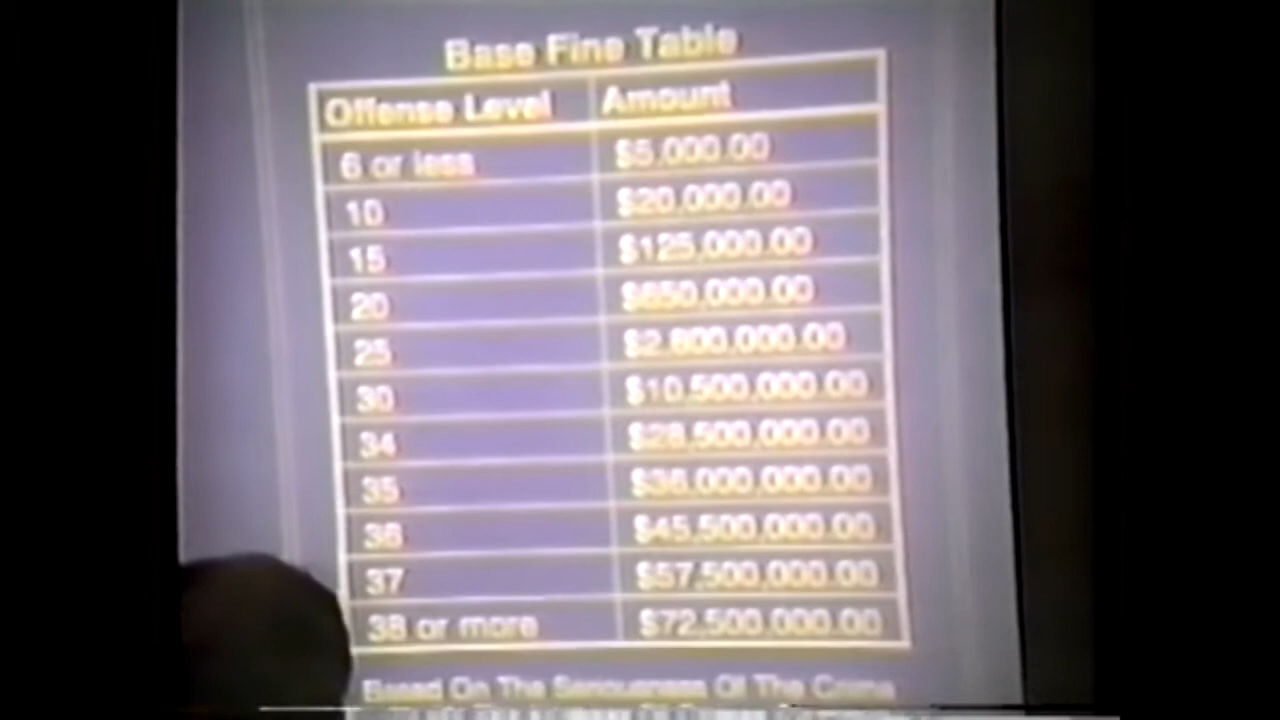 Base Fine Table
Offense Level Amount
6 or less $5,000.00
10 $20,000.00
15 $125,000.00
20 $650,000.00
25 $2,800,000.00
30 $10,500,000.00
34 $28,500,000.00
35 $36,000,000.00
36 $45,500,000.00
37 $57,500,000.00
38 or more $72,500,000.00
Based On The Seriousness Of The Crime